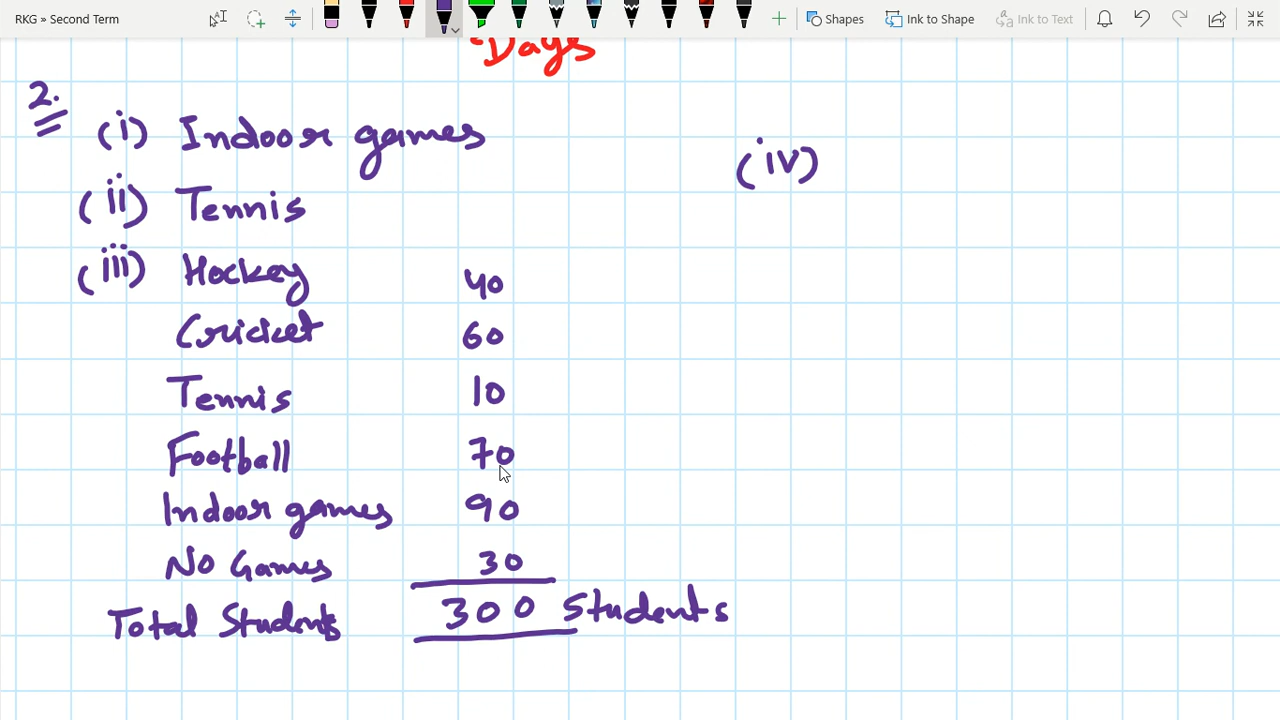 RKG » Second Term
Shapes
Ink to Shape
Ink to Text
Days
2.
(i) Indoor games
(ii) Tennis
(iii) Hockey 40
Cricket 60
Tennis 10
Football 70
Indoor games 90
No Games 30
Total Students 300 Students
(iv)